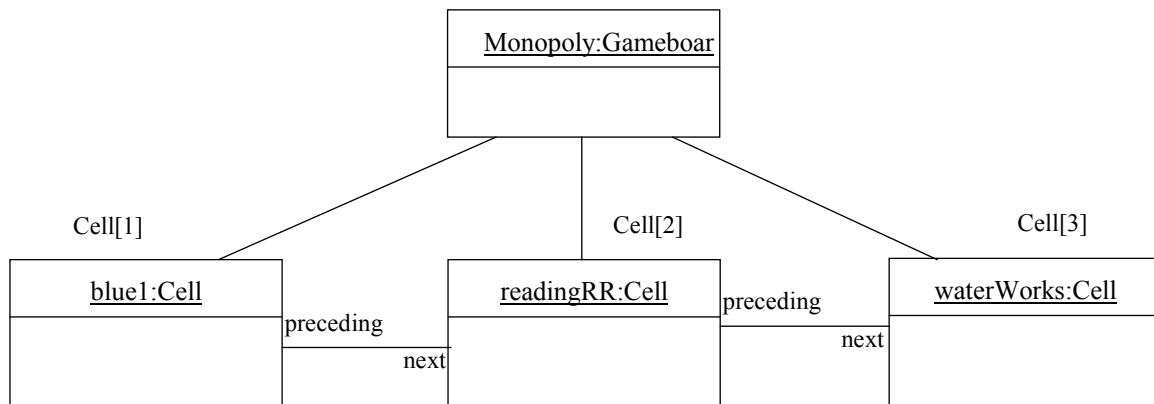 Monopoly:Gameboar
Cell[1]
Cell[2]
Cell[3]
blue1:Cell
readingRR:Cell
waterWorks:Cell
preceding
next
preceding
next